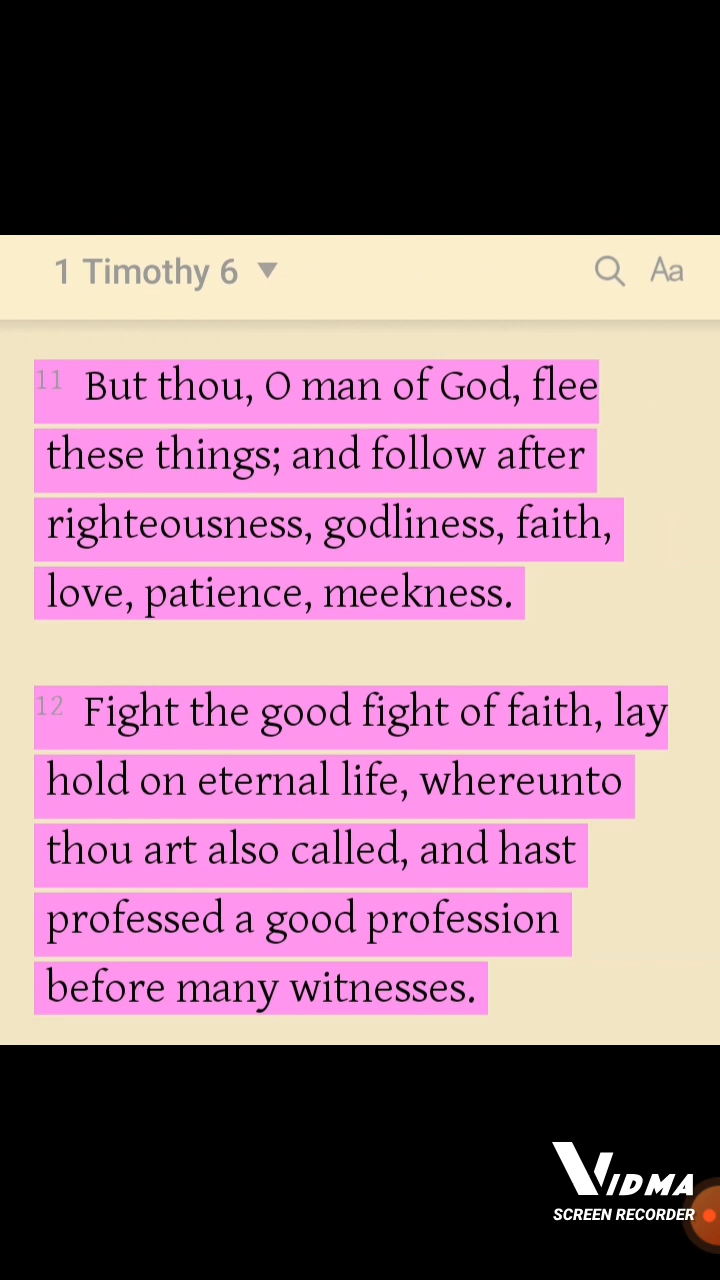 1 Timothy 6
Aa
11 But thou, O man of God, flee
these things; and follow after
righteousness, godliness, faith,
love, patience, meekness.
12 Fight the good fight of faith, lay
hold on eternal life, whereunto
thou art also called, and hast
professed a good profession
before many witnesses.
VIDMA
SCREEN RECORDER